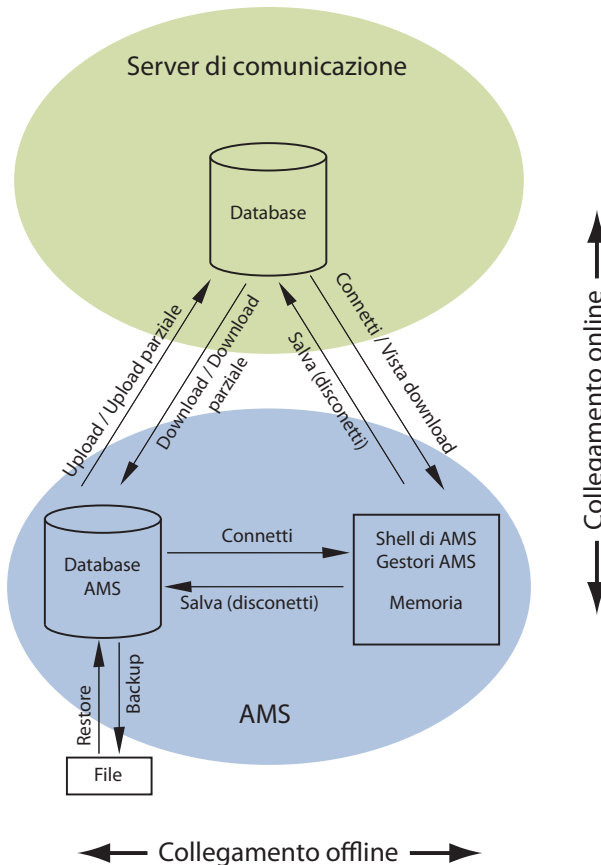 Server di comunicazione
Database
Upload / Upload parziale
Download / Download
parziale
Salva (disconetti)
Connetti / Vista download
Collegamento online
Database
AMS
Connetti
Salva (disconetti)
Shell di AMS
Gestori AMS
Memoria
Restore
Backup
AMS
File
Collegamento offline